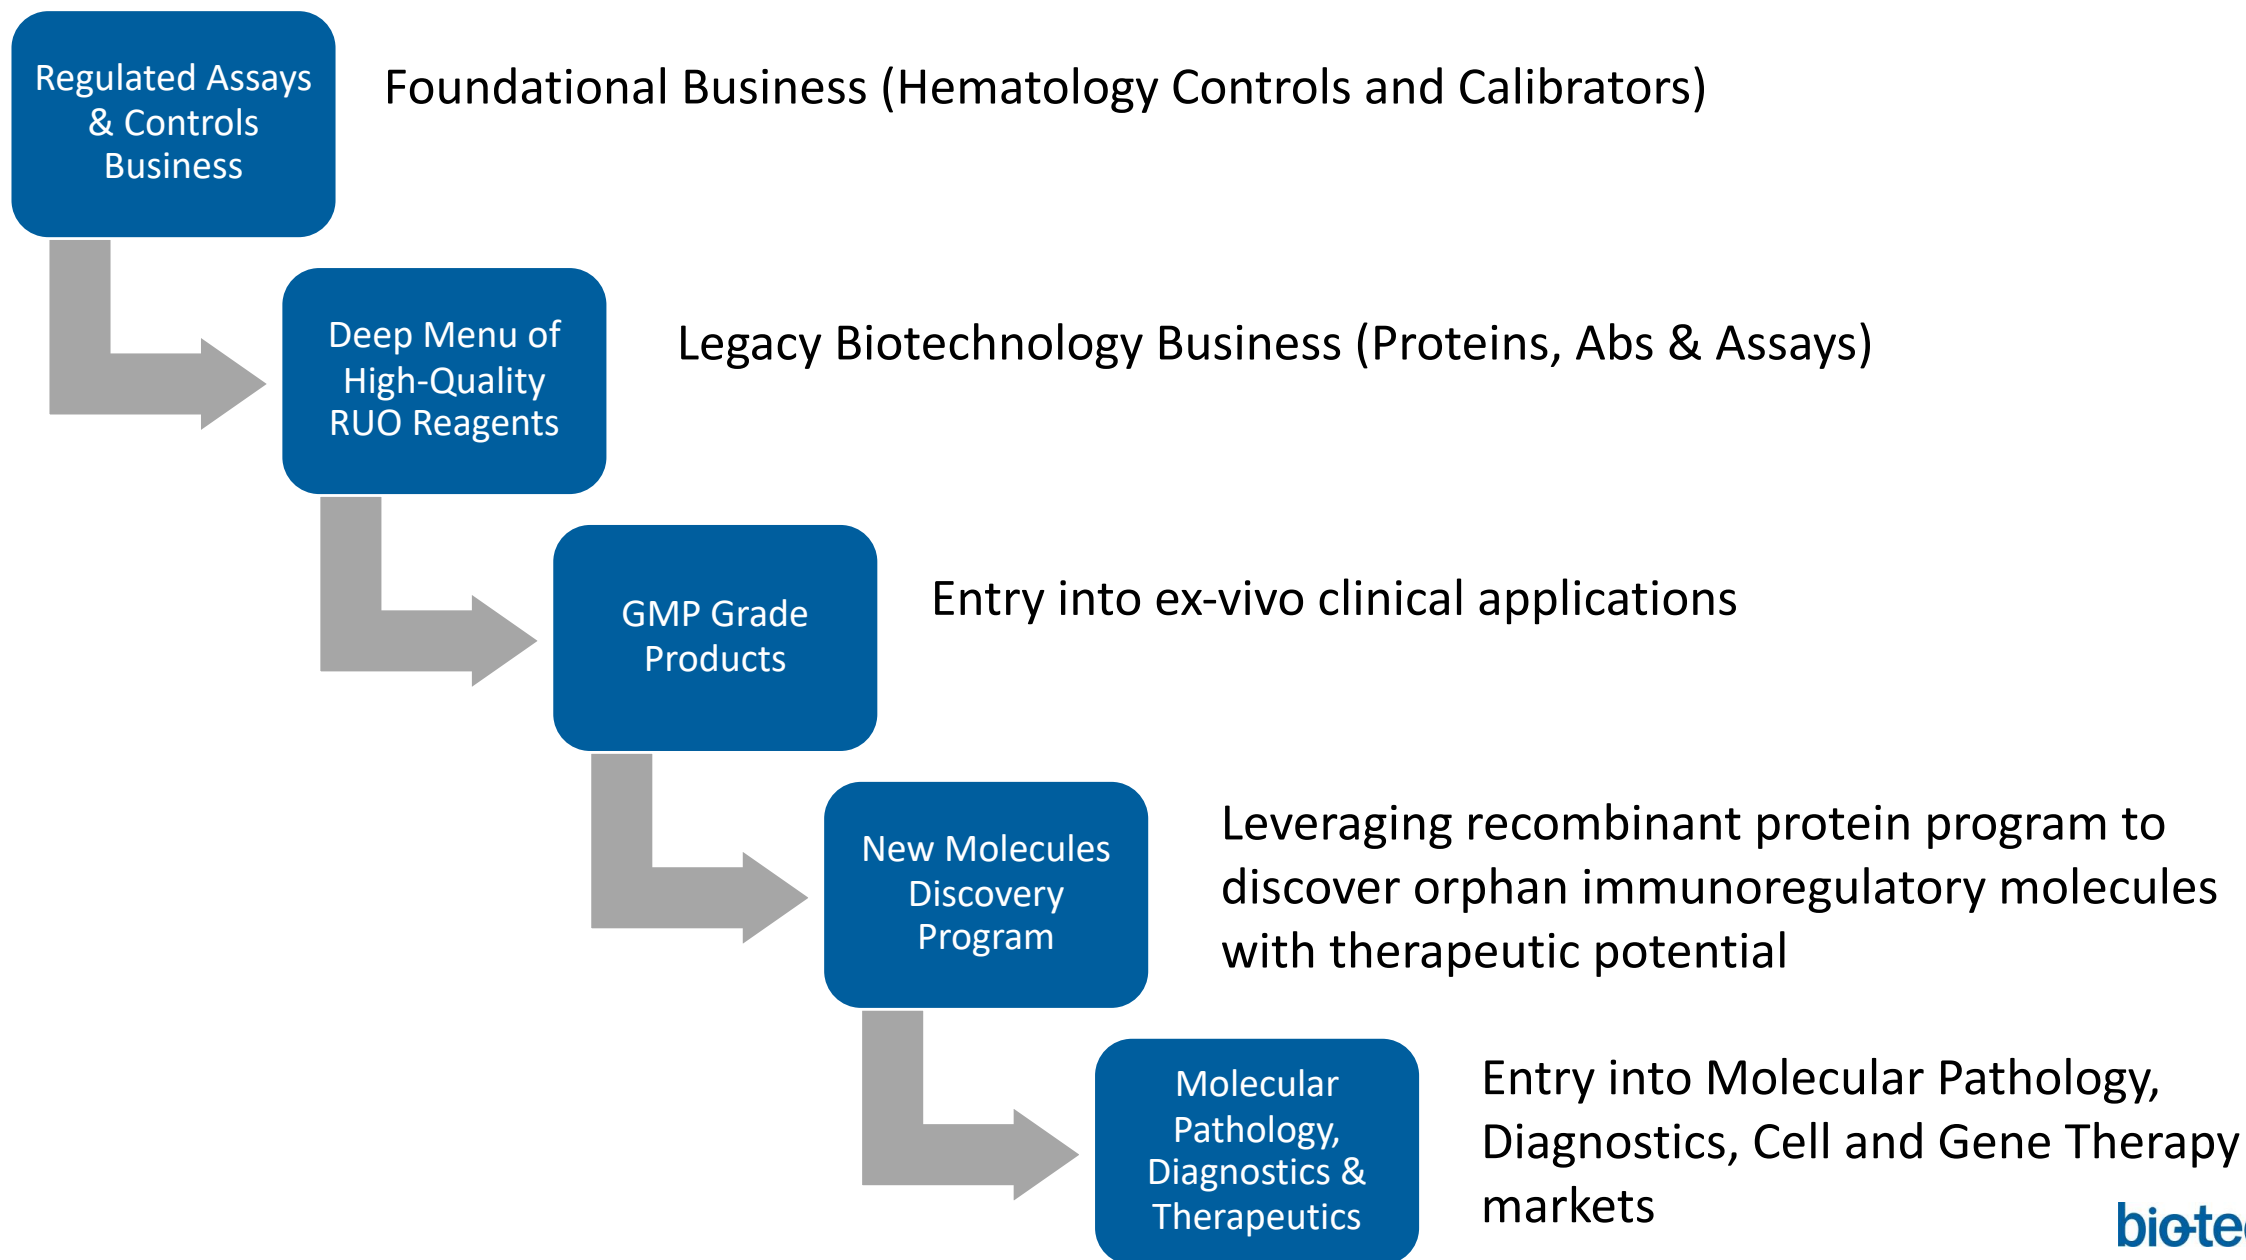 Regulated Assays
& Controls
Business
Foundational Business (Hematology Controls and Calibrators)
Deep Menu of
High-Quality
RUO Reagents
Legacy Biotechnology Business (Proteins, Abs & Assays)
GMP Grade
Products
Entry into ex-vivo clinical applications
New Molecules
Discovery
Program
Leveraging recombinant protein program to
discover orphan immunoregulatory molecules
with therapeutic potential
Molecular
Pathology,
Diagnostics &
Therapeutics
Entry into Molecular Pathology,
Diagnostics, Cell and Gene Therapy
markets